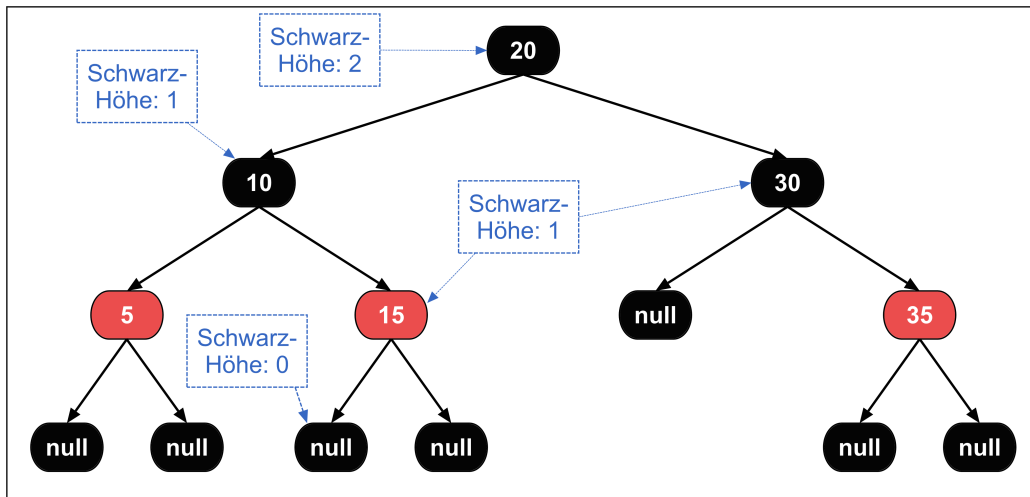 Schwarz-
Höhe: 2
20
Schwarz-
Höhe: 1
10
Schwarz-
Höhe: 1
30
5
15
null
35
Schwarz-
Höhe: 0
null
null
null
null
null
null